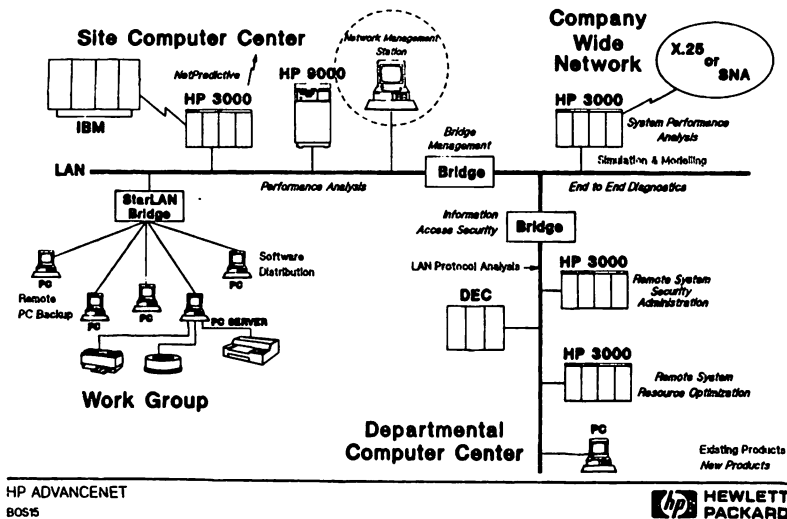 Site Computer Center
Network Management
Station
Company
Wide
Network
X.25
or
SNA
NetPredictive
HP 3000
HP 9000
IBM
HP 3000
System Performance
Analysis
Bridge
Management
Simulation & Modelling
LAN
Bridge
Performance Analysis
End to End Diagnostics
StarLAN
Bridge
Information
Access Security
Bridge
Software
Distribution
PC
PC
Remote
PC Backup
PC
PC
PC SERVER
LAN Protocol Analysis
HP 3000
Remote System
Security
Administration
DEC
HP 3000
Remote System
Resource Optimization
Work Group
Departmental
Computer Center
PC
Existing Products
New Products
HP ADVANCENET
BOS15
hp
HEWLETT
PACKARD